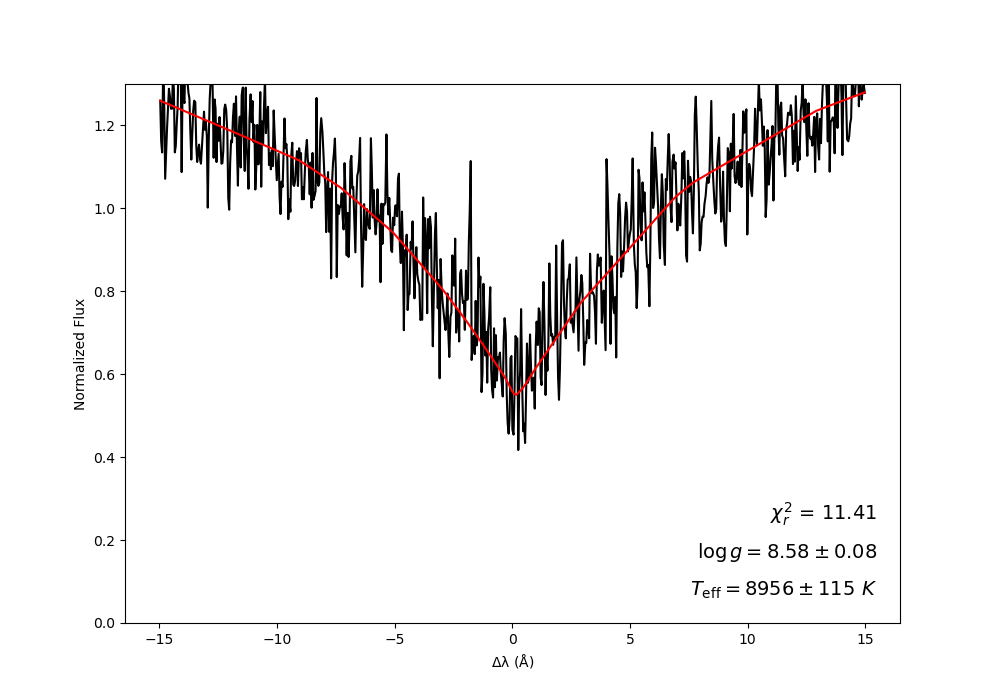 1.2
1.0
0.8
0.6
0.4
0.2
0.0
Normalized Flux
χ²ᵣ = 11.41
log g = 8.58 ± 0.08
T_eff = 8956 ± 115 K
−15 −10 −5 0 5 10 15
Δλ (Å)